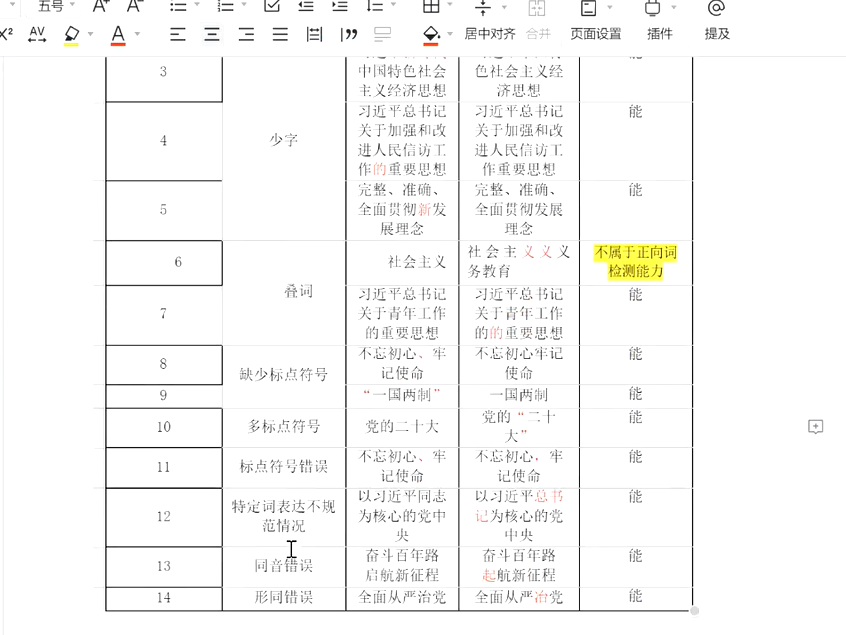 五号
居中对齐 合并 页面设置 插件 提及
3
中国特色社会
主义经济思想
色社会主义经
济思想
4
少字
习近平总书记
关于加强和改
进人民信访工
作的重要思想
习近平总书记
关于加强和改
进人民信访工
作重要思想
能
5
完整、准确、
全面贯彻新发
展理念
完整、准确、
全面贯彻发展
理念
能
6
叠词
社会主义
社会主义义义
务教育
不属于正向词
检测能力
7
习近平总书记
关于青年工作
的重要思想
习近平总书记
关于青年工作
的的重要思想
能
8
缺少标点符号
不忘初心、牢
记使命
不忘初心牢记
使命
能
9
“一国两制”
一国两制
能
10
多标点符号
党的二十大
党的“二十
大”
能
11
标点符号错误
不忘初心、牢
记使命
不忘初心，牢
记使命
能
12
特定词表达不规
范情况
以习近平同志
为核心的党中
央
以习近平总书
记为核心的党
中央
能
13
同音错误
奋斗百年路
启航新征程
奋斗百年路
起航新征程
能
14
形同错误
全面从严治党
全面从严冶党
能